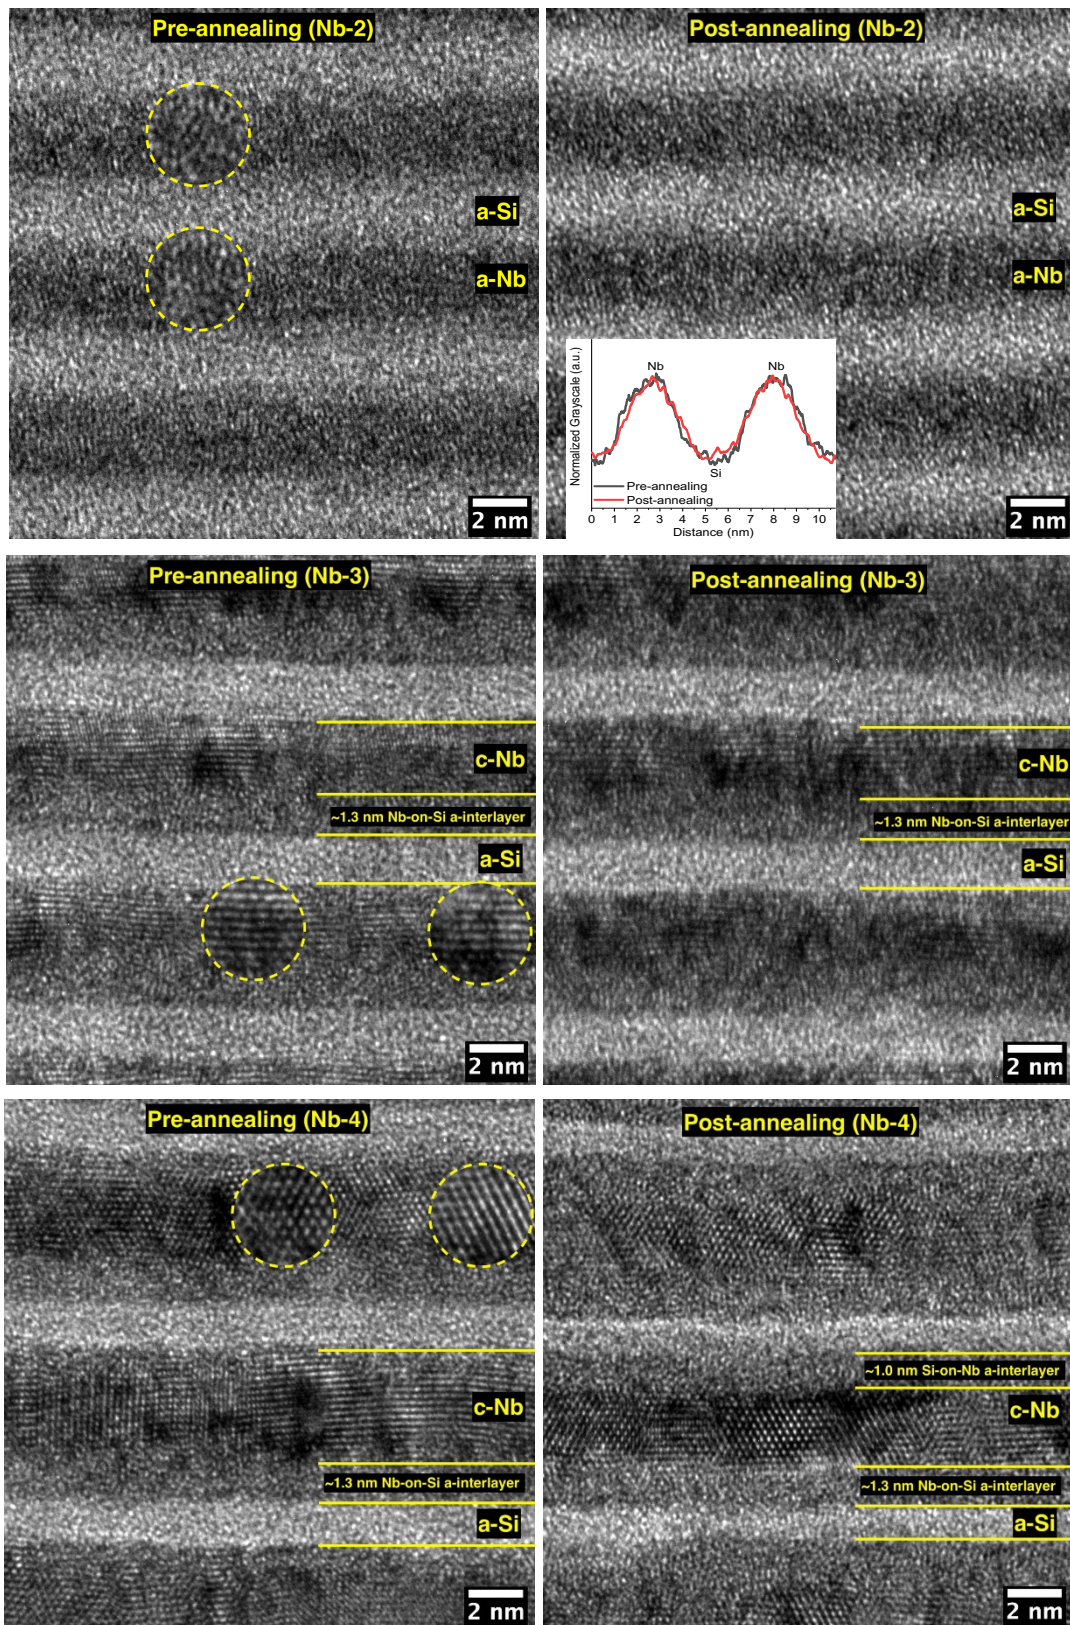 Pre-annealing (Nb-2)
a-Si
a-Nb
2 nm
Post-annealing (Nb-2)
a-Si
a-Nb
Normalized Grayscale (a.u.)
Nb
Nb
Si
Pre-annealing
Post-annealing
0 1 2 3 4 5 6 7 8 9 10
Distance (nm)
2 nm
Pre-annealing (Nb-3)
c-Nb
~1.3 nm Nb-on-Si a-interlayer
a-Si
2 nm
Post-annealing (Nb-3)
c-Nb
~1.3 nm Nb-on-Si a-interlayer
a-Si
2 nm
Pre-annealing (Nb-4)
c-Nb
~1.3 nm Nb-on-Si a-interlayer
a-Si
2 nm
Post-annealing (Nb-4)
~1.0 nm Si-on-Nb a-interlayer
c-Nb
~1.3 nm Nb-on-Si a-interlayer
a-Si
2 nm